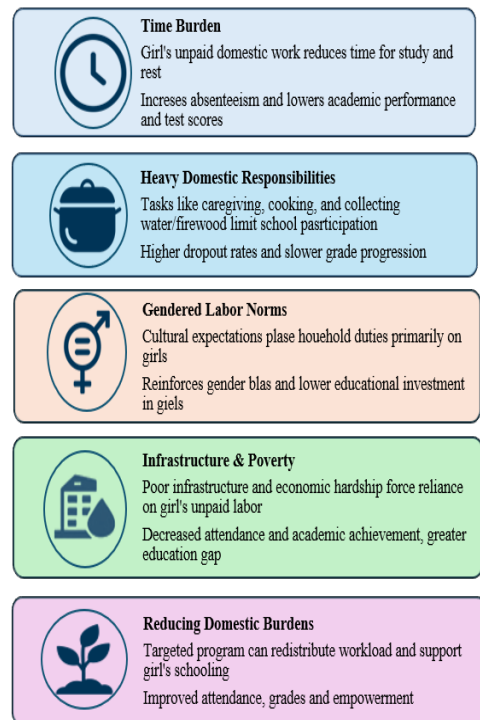 Time Burden
Girl's unpaid domestic work reduces time for study and
rest
Increses absenteeism and lowers academic performance
and test scores
Heavy Domestic Responsibilities
Tasks like caregiving, cooking, and collecting
water/firewood limit school pasrticipation
Higher dropout rates and slower grade progression
Gendered Labor Norms
Cultural expectations plase houehold duties primarily on
girls
Reinforces gender blas and lower educational investment
in giels
Infrastructure & Poverty
Poor infrastructure and economic hardship force reliance
on girl's unpaid labor
Decreased attendance and academic achievement, greater
education gap
Reducing Domestic Burdens
Targeted program can redistribute workload and support
girl's schooling
Improved attendance, grades and empowerment